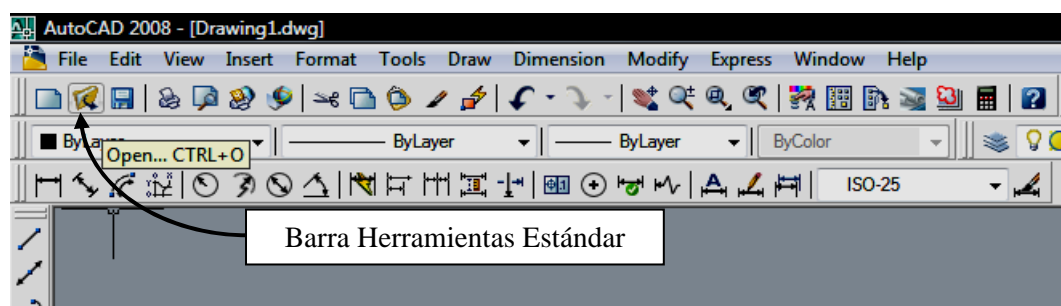 AutoCAD 2008 - [Drawing1.dwg]
File Edit View Insert Format Tools Draw Dimension Modify Express Window Help
ByLayer ByLayer ByColor
Open... CTRL+O
ISO-25
Barra Herramientas Estándar